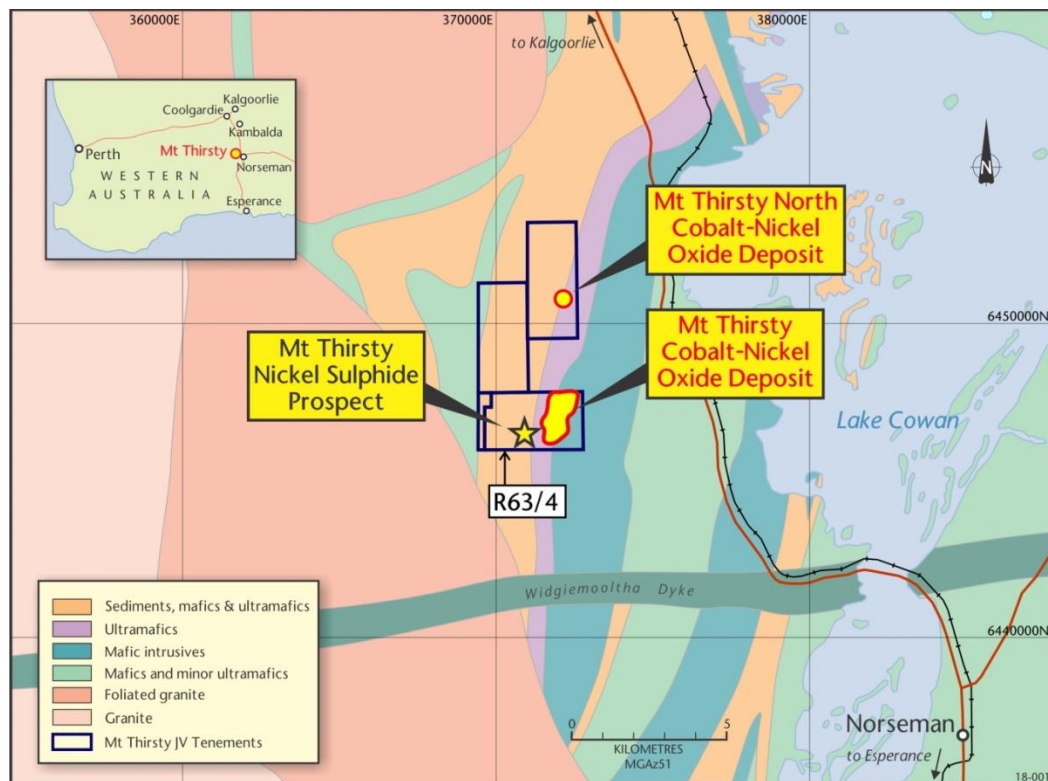 360000E
370000E
380000E
to Kalgoorlie
Kalgoorlie
Coolgardie
Kambalda
Mt Thirsty
Perth
Norseman
WESTERN
AUSTRALIA
Esperance
N
Mt Thirsty North
Cobalt-Nickel
Oxide Deposit
6450000N
Mt Thirsty
Cobalt-Nickel
Oxide Deposit
Mt Thirsty
Nickel Sulphide
Prospect
Lake Cowan
R63/4
Widgiemooltha Dyke
6440000N
Sediments, mafics & ultramafics
Ultramafics
Mafic intrusives
Mafics and minor ultramafics
Foliated granite
Granite
Mt Thirsty JV Tenements
0
5
KILOMETRES
MGAz51
Norseman
to Esperance